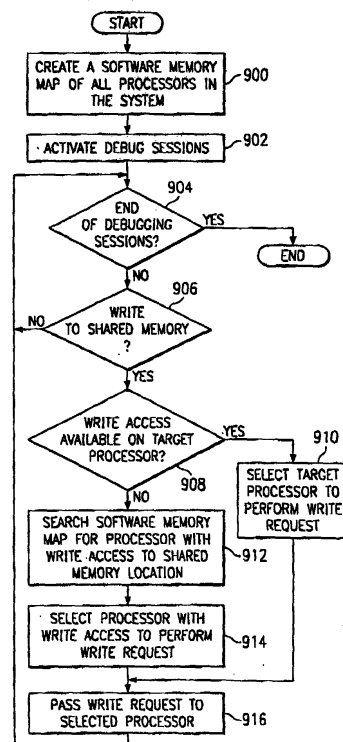 START
CREATE A SOFTWARE MEMORY
MAP OF ALL PROCESSORS IN
THE SYSTEM
900
ACTIVATE DEBUG SESSIONS
902
904
END
OF DEBUGGING
SESSIONS?
YES
END
NO
906
WRITE
TO SHARED MEMORY
?
NO
YES
WRITE ACCESS
AVAILABLE ON TARGET
PROCESSOR?
YES
908
910
SELECT TARGET
PROCESSOR TO
PERFORM WRITE
REQUEST
NO
SEARCH SOFTWARE MEMORY
MAP FOR PROCESSOR WITH
WRITE ACCESS TO SHARED
MEMORY LOCATION
912
SELECT PROCESSOR WITH
WRITE ACCESS TO PERFORM
WRITE REQUEST
914
PASS WRITE REQUEST TO
SELECTED PROCESSOR
916